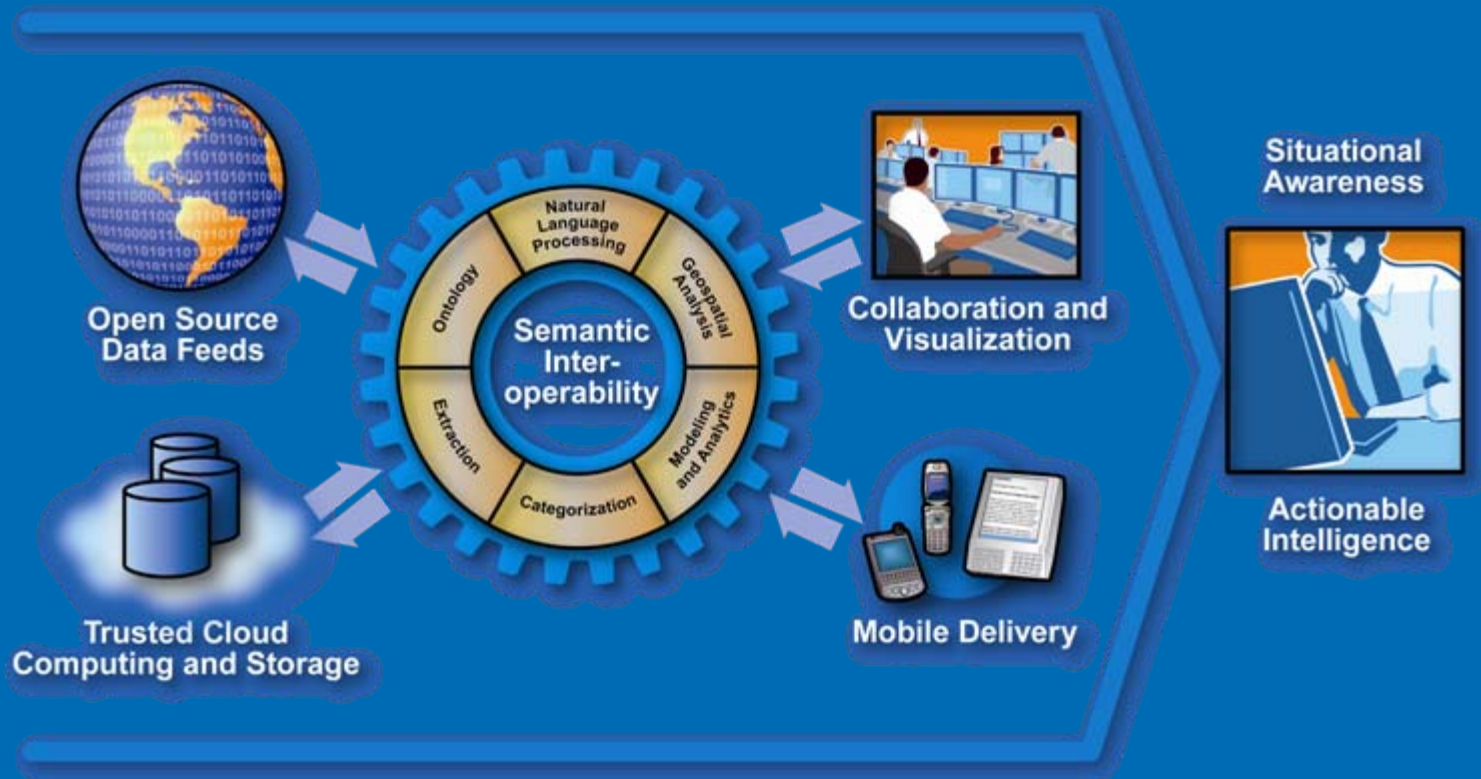 Open Source
Data Feeds
Trusted Cloud
Computing and Storage
Natural
Language
Processing
Geospatial
Analysis
Modeling
and Analytics
Categorization
Extraction
Ontology
Semantic
Inter-
operability
Collaboration and
Visualization
Mobile Delivery
Situational
Awareness
Actionable
Intelligence